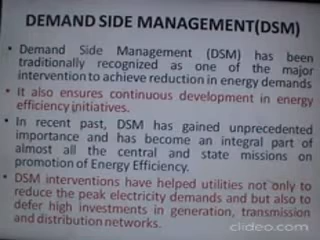 DEMAND SIDE MANAGEMENT(DSM)
• Demand Side Management (DSM) has been
traditionally recognized as one of the major
intervention to achieve reduction in energy demands
• It also ensures continuous development in energy
efficiency initiatives.
• In recent past, DSM has gained unprecedented
importance and has become an integral part of
almost all the central and state missions on
promotion of Energy Efficiency.
• DSM interventions have helped utilities not only to
reduce the peak electricity demands and but also to
defer high investments in generation, transmission
and distribution networks.
clideo.com